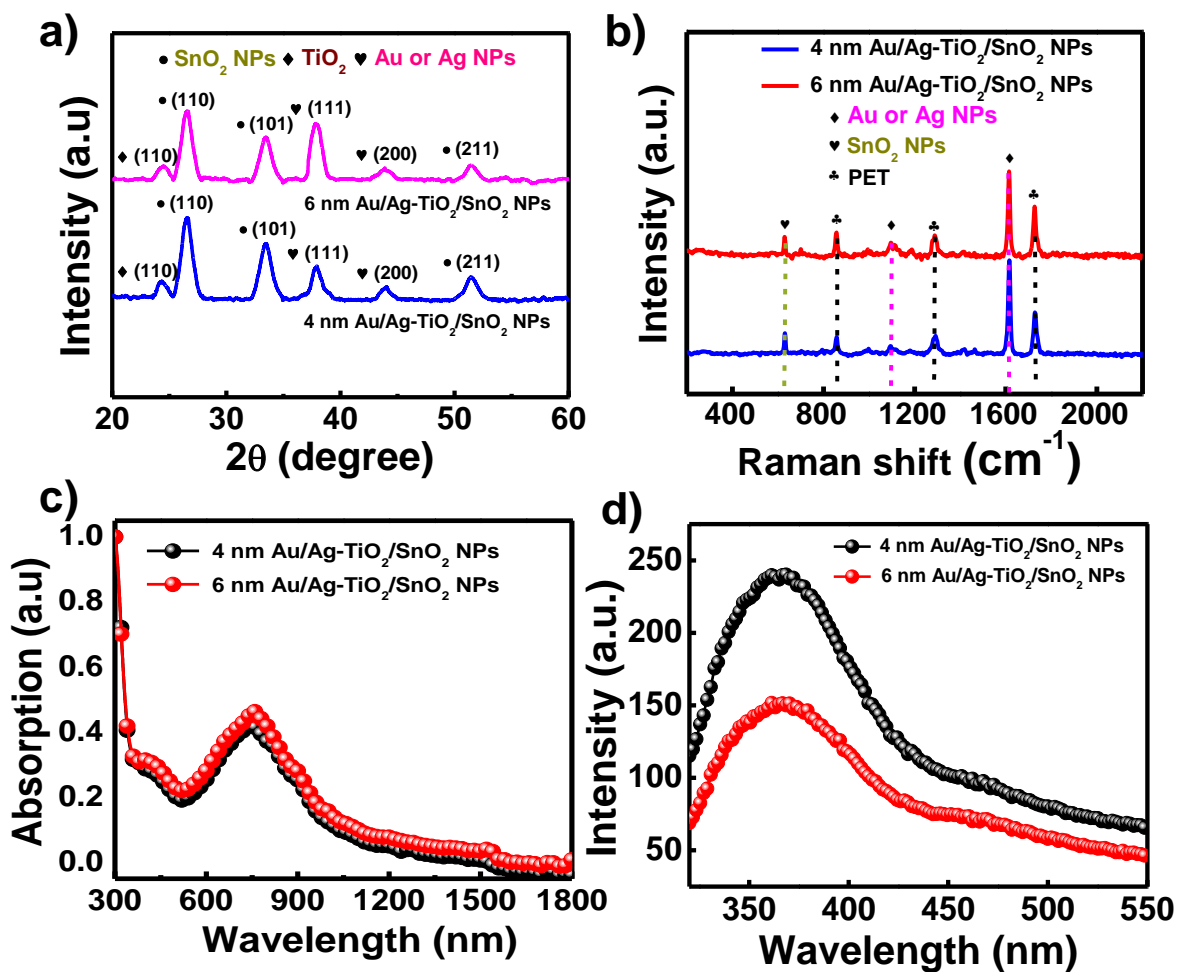 a)
• SnO₂ NPs ♦ TiO₂ ♥ Au or Ag NPs
Intensity (a.u)
• (110)
• (101)
♥ (111)
♦ (110)
♥ (200)
• (211)
6 nm Au/Ag-TiO₂/SnO₂ NPs
• (110)
• (101)
♥ (111)
♦ (110)
♥ (200)
• (211)
4 nm Au/Ag-TiO₂/SnO₂ NPs
20 30 40 50 60
2θ (degree)
b)
4 nm Au/Ag-TiO₂/SnO₂ NPs
6 nm Au/Ag-TiO₂/SnO₂ NPs
♦ Au or Ag NPs
♥ SnO₂ NPs
♣ PET
Intensity (a.u.)
♥ ♣ ♦ ♣ ♦ ♣
400 800 1200 1600 2000
Raman shift (cm⁻¹)
c)
4 nm Au/Ag-TiO₂/SnO₂ NPs
6 nm Au/Ag-TiO₂/SnO₂ NPs
Absorption (a.u)
1.0
0.8
0.6
0.4
0.2
0.0
300 600 900 1200 1500 1800
Wavelength (nm)
d)
4 nm Au/Ag-TiO₂/SnO₂ NPs
6 nm Au/Ag-TiO₂/SnO₂ NPs
Intensity (a.u.)
250
200
150
100
50
350 400 450 500 550
Wavelength (nm)